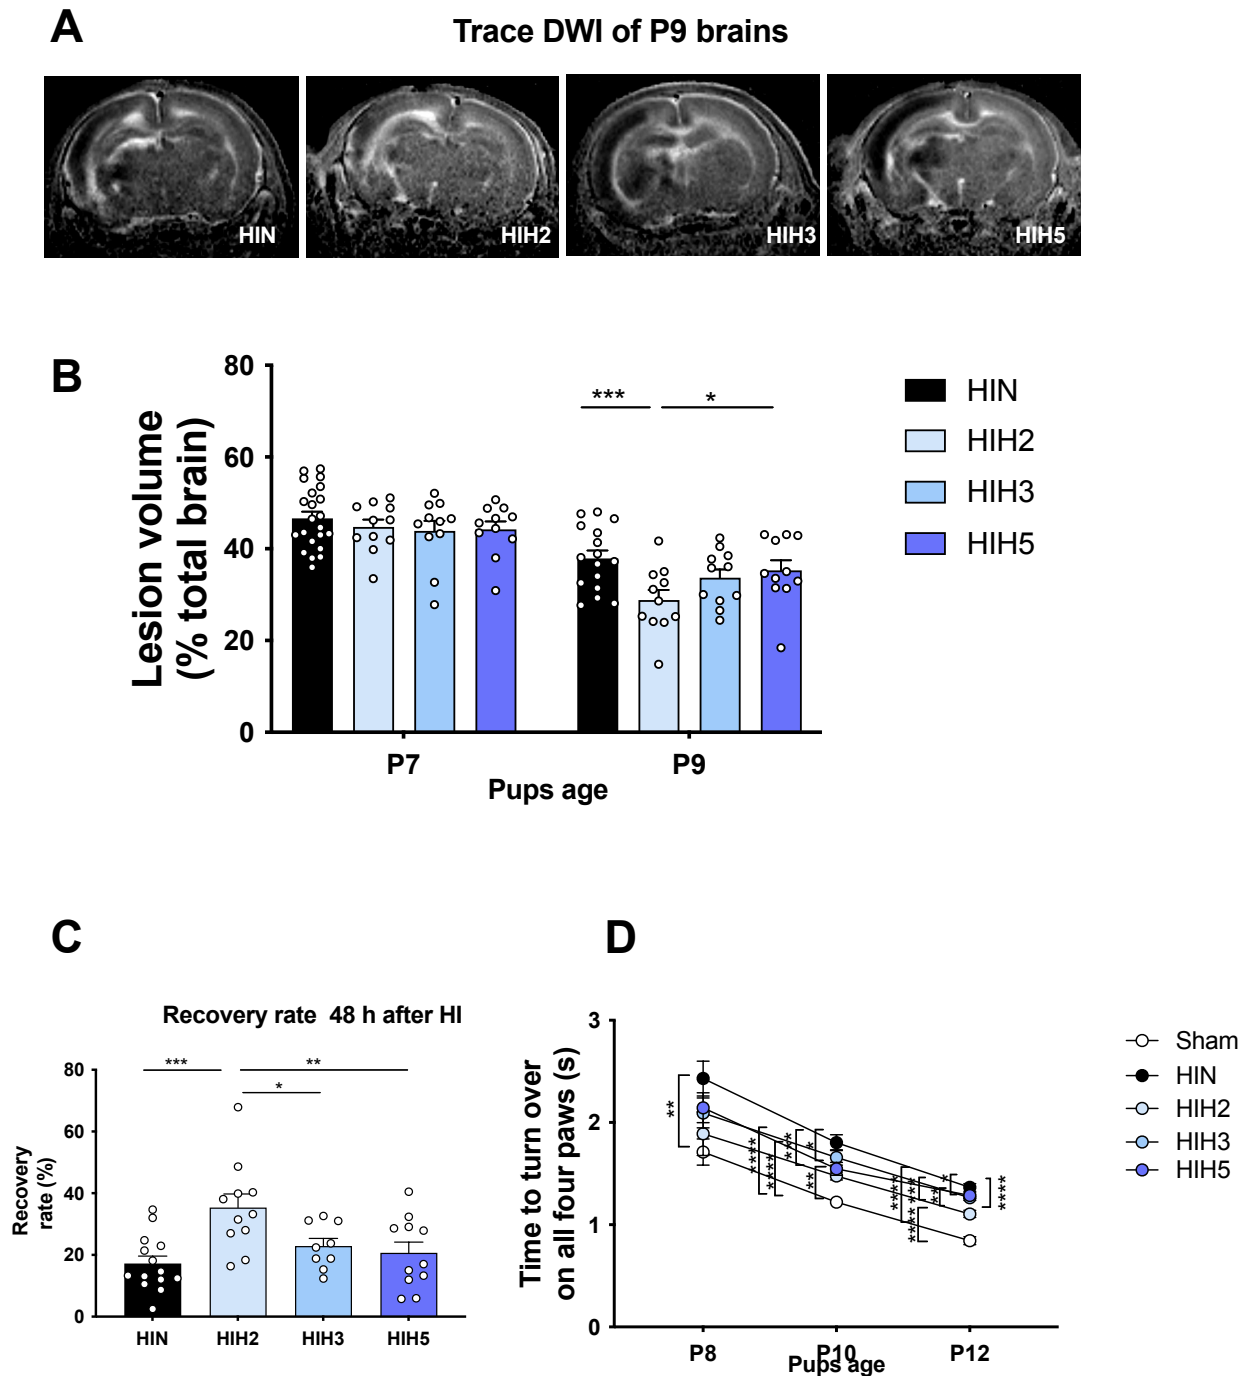 A
Trace DWI of P9 brains
HIN
HIH2
HIH3
HIH5
B
Lesion volume
(% total brain)
80
60
40
20
0
***
*
P7
P9
Pups age
HIN
HIH2
HIH3
HIH5
C
Recovery rate 48 h after HI
Recovery
rate (%)
80
60
40
20
0
***
**
*
HIN
HIH2
HIH3
HIH5
D
Time to turn over
on all four paws (s)
3
2
1
0
**
****
****
***
*
**
****
***
**
*
****
****
P8
P10
P12
Pups age
Sham
HIN
HIH2
HIH3
HIH5